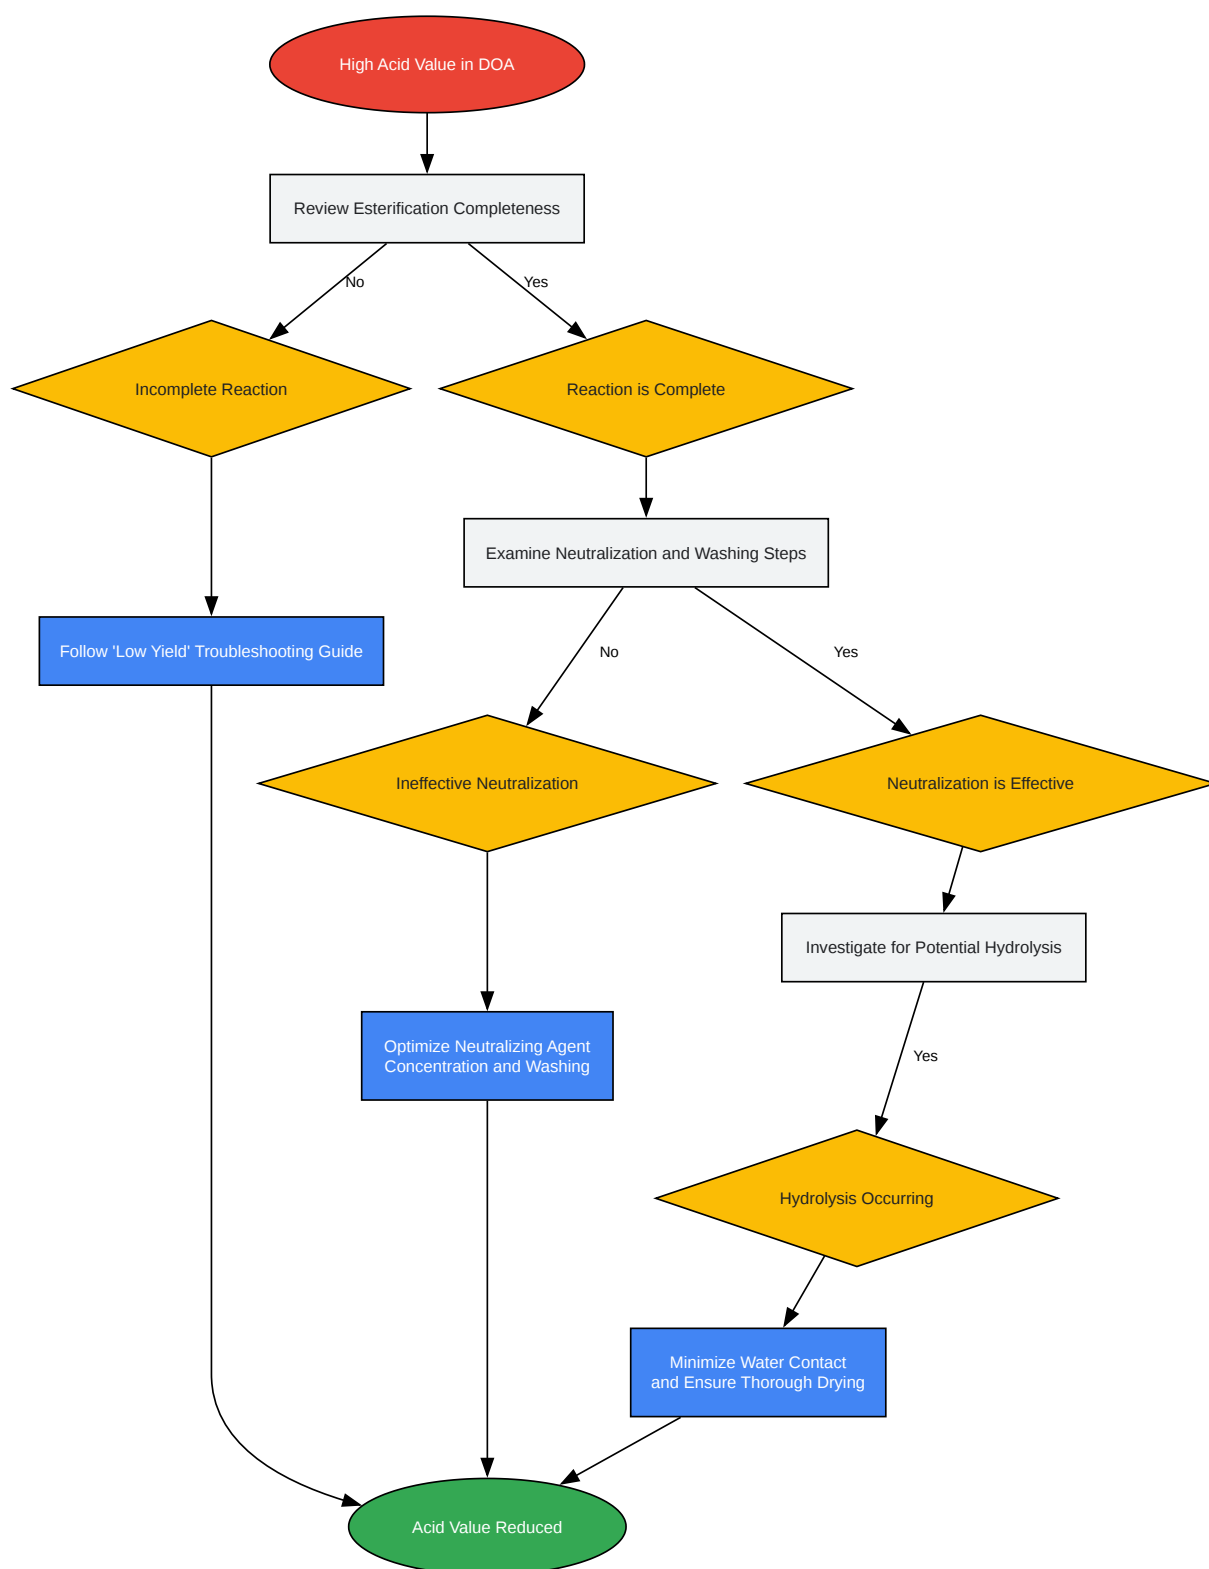 High Acid Value in DOA
Review Esterification Completeness
No
Yes
Incomplete Reaction
Reaction is Complete
Examine Neutralization and Washing Steps
Follow 'Low Yield' Troubleshooting Guide
No
Yes
Ineffective Neutralization
Neutralization is Effective
Investigate for Potential Hydrolysis
Optimize Neutralizing Agent
Concentration and Washing
Yes
Hydrolysis Occurring
Minimize Water Contact
and Ensure Thorough Drying
Acid Value Reduced